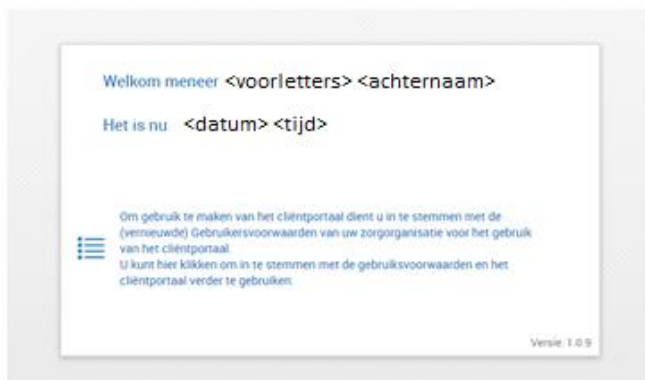 Welkom meneer <voorletters> <achternaam>
Het is nu <datum> <tijd>
Om gebruik te maken van het cliëntportaal dient u in te stemmen met de
(vernieuwde) Gebruikersvoorwaarden van uw zorgorganisatie voor het gebruik
van het cliëntportaal.
U kunt hier klikken om in te stemmen met de gebruiksvoorwaarden en het
cliëntportaal verder te gebruiken.
Versie: 1.0.9